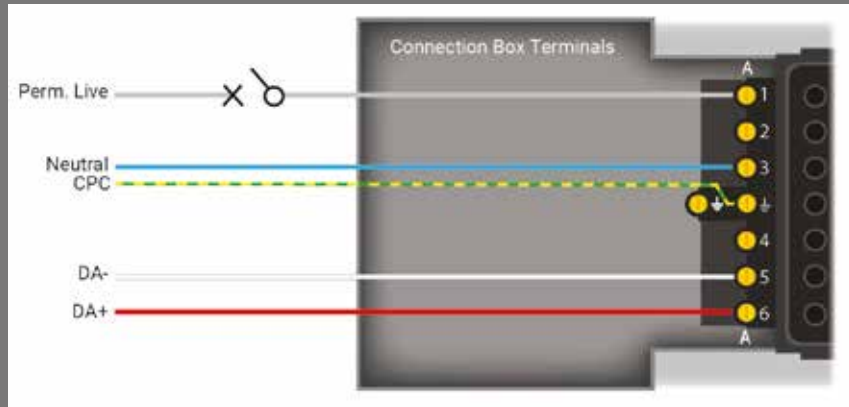 Connection Box Terminals
A
Perm. Live
1
2
Neutral
3
CPC
4
DA-
5
DA+
6
A